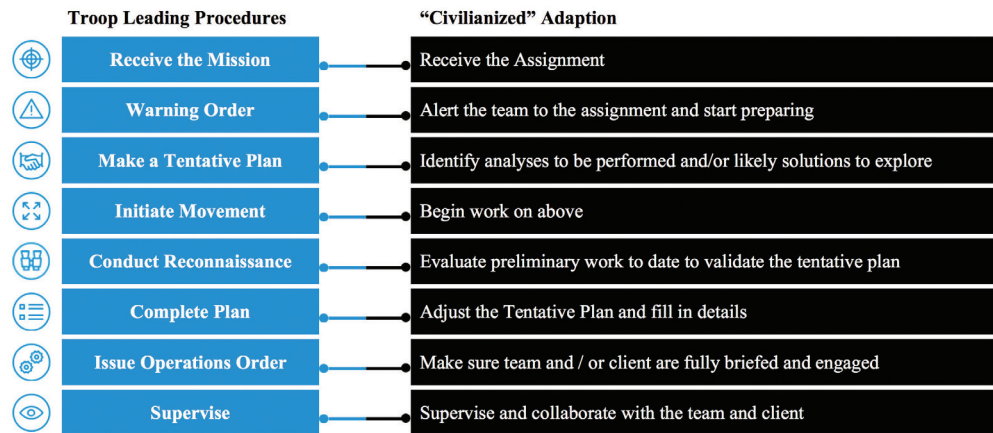 Troop Leading Procedures “Civilianized” Adaption
Receive the Mission Receive the Assignment
Warning Order Alert the team to the assignment and start preparing
Make a Tentative Plan Identify analyses to be performed and/or likely solutions to explore
Initiate Movement Begin work on above
Conduct Reconnaissance Evaluate preliminary work to date to validate the tentative plan
Complete Plan Adjust the Tentative Plan and fill in details
Issue Operations Order Make sure team and / or client are fully briefed and engaged
Supervise Supervise and collaborate with the team and client